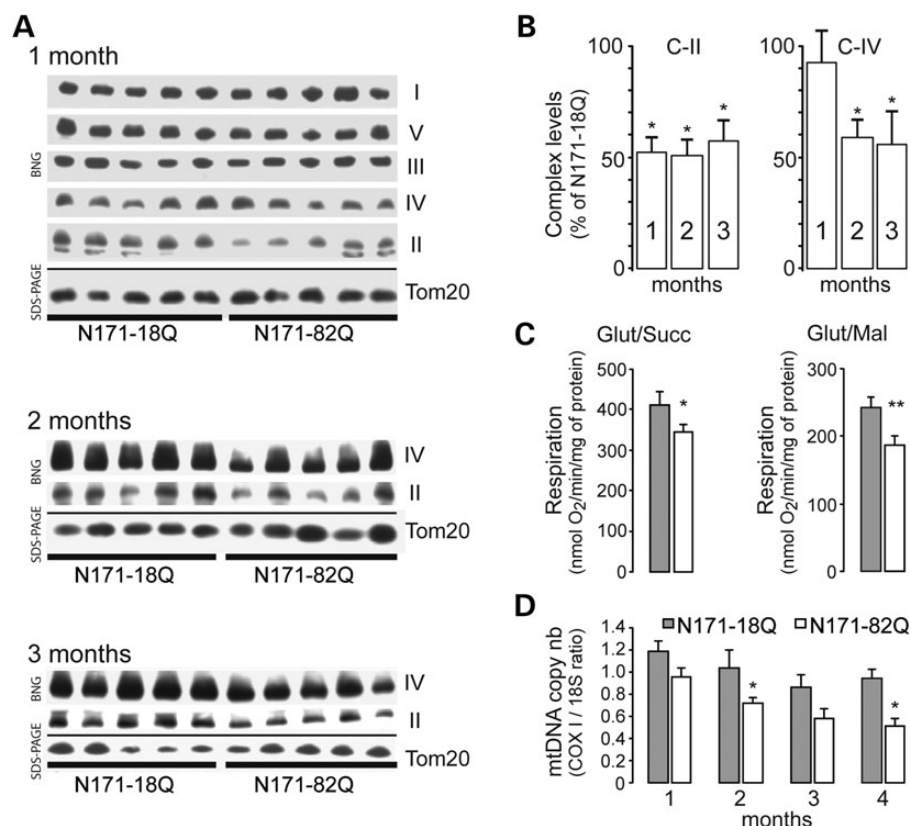 A
1 month
BNG
I
V
III
IV
II
SDS-PAGE
Tom20
N171-18Q N171-82Q
2 months
BNG
IV
II
SDS-PAGE
Tom20
N171-18Q N171-82Q
3 months
BNG
IV
II
SDS-PAGE
Tom20
N171-18Q N171-82Q
B
C-II C-IV
Complex levels
(% of N171-18Q)
100 100
50 50
0 0
* * *
* *
1 2 3 1 2 3
months months
C
Glut/Succ Glut/Mal
Respiration
(nmol O2/min/mg of protein)
500
400
300
200
100
0
*
Respiration
(nmol O2/min/mg of protein)
300
200
100
0
**
D
N171-18Q N171-82Q
mtDNA copy nb
(COX I / 18S ratio)
1.4
1.2
1.0
0.8
0.6
0.4
0.2
0
* *
1 2 3 4
months